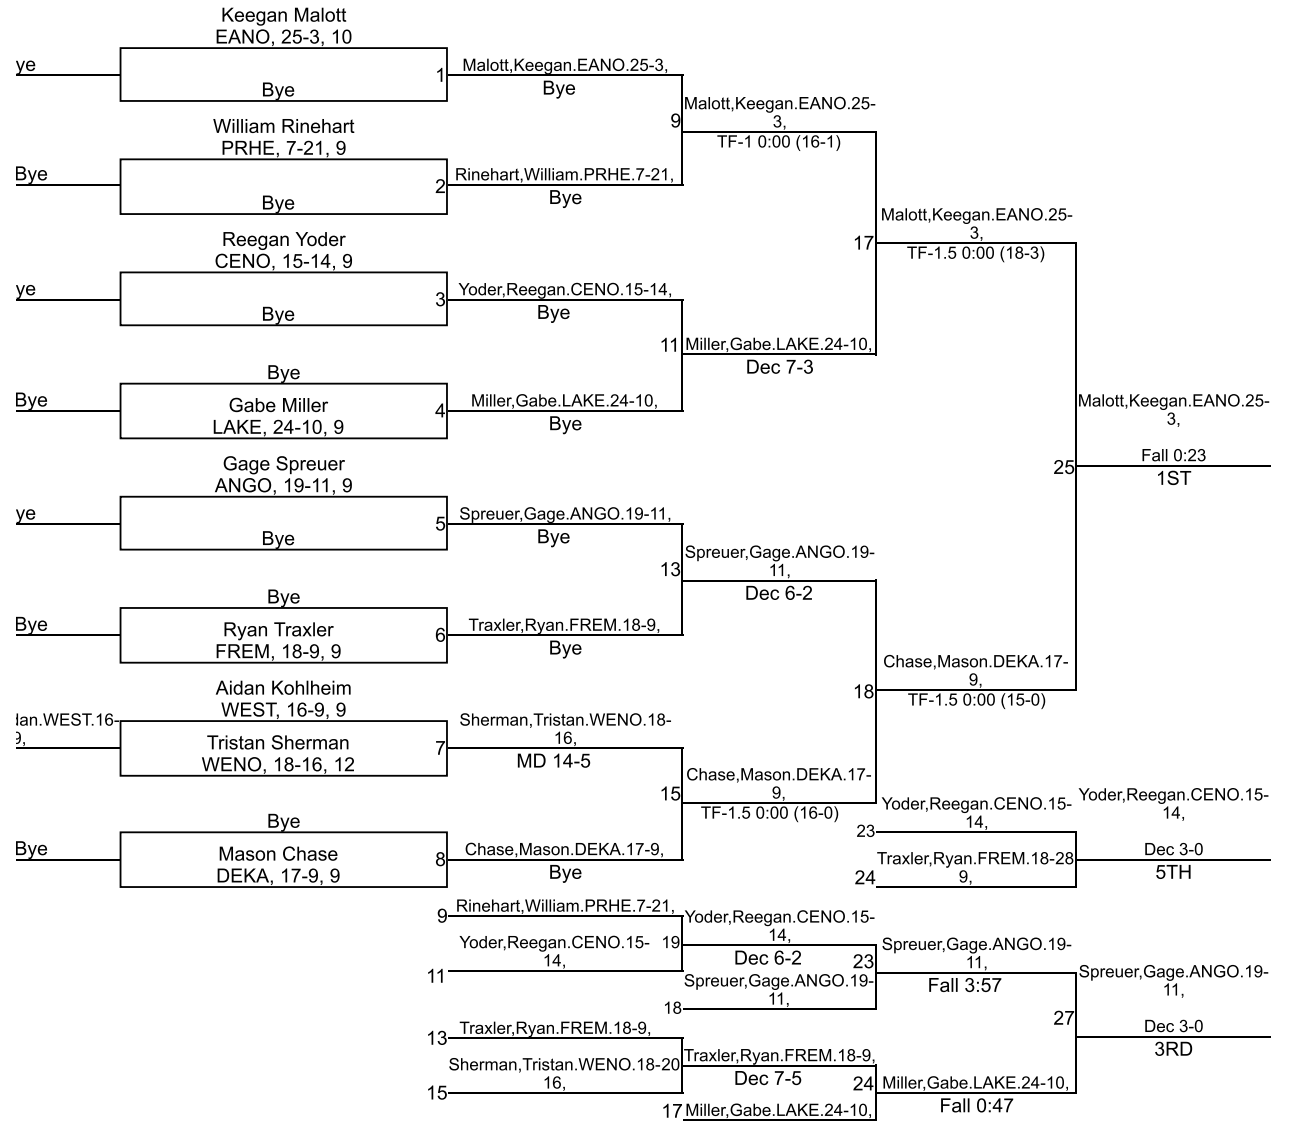 Keegan Malott
EANO, 25-3, 10
ye
1
Bye
Malott,Keegan.EANO.25-3,
Bye
William Rinehart
PRHE, 7-21, 9
Bye
2
Bye
Rinehart,William.PRHE.7-21,
Bye
9
Malott,Keegan.EANO.25-
3,
TF-1 0:00 (16-1)
Reegan Yoder
CENO, 15-14, 9
ye
3
Bye
Yoder,Reegan.CENO.15-14,
Bye
Bye
Bye
Gabe Miller
LAKE, 24-10, 9
4
Miller,Gabe.LAKE.24-10,
Bye
11
Miller,Gabe.LAKE.24-10,
Dec 7-3
17
Malott,Keegan.EANO.25-
3,
TF-1.5 0:00 (18-3)
Gage Spreuer
ANGO, 19-11, 9
ye
5
Bye
Spreuer,Gage.ANGO.19-11,
Bye
Bye
Bye
Ryan Traxler
FREM, 18-9, 9
6
Traxler,Ryan.FREM.18-9,
Bye
13
Spreuer,Gage.ANGO.19-
11,
Dec 6-2
Aidan Kohlheim
WEST, 16-9, 9
dan.WEST.16-
9,
Tristan Sherman
WENO, 18-16, 12
7
Sherman,Tristan.WENO.18-
16,
MD 14-5
Bye
Bye
Mason Chase
DEKA, 17-9, 9
8
Chase,Mason.DEKA.17-9,
Bye
15
Chase,Mason.DEKA.17-
9,
TF-1.5 0:00 (16-0)
18
Chase,Mason.DEKA.17-
9,
TF-1.5 0:00 (15-0)
25
Malott,Keegan.EANO.25-
3,
Fall 0:23
1ST
23
Yoder,Reegan.CENO.15-
14,
24
Traxler,Ryan.FREM.18-28
9,
Yoder,Reegan.CENO.15-
14,
Dec 3-0
5TH
9
Rinehart,William.PRHE.7-21,
11
Yoder,Reegan.CENO.15-
14,
19
Yoder,Reegan.CENO.15-
14,
Dec 6-2
18
Spreuer,Gage.ANGO.19-
11,
23
Spreuer,Gage.ANGO.19-
11,
Fall 3:57
13
Traxler,Ryan.FREM.18-9,
15
Sherman,Tristan.WENO.18-20
16,
Traxler,Ryan.FREM.18-9,
Dec 7-5
17
Miller,Gabe.LAKE.24-10,
24
Miller,Gabe.LAKE.24-10,
Fall 0:47
27
Spreuer,Gage.ANGO.19-
11,
Dec 3-0
3RD